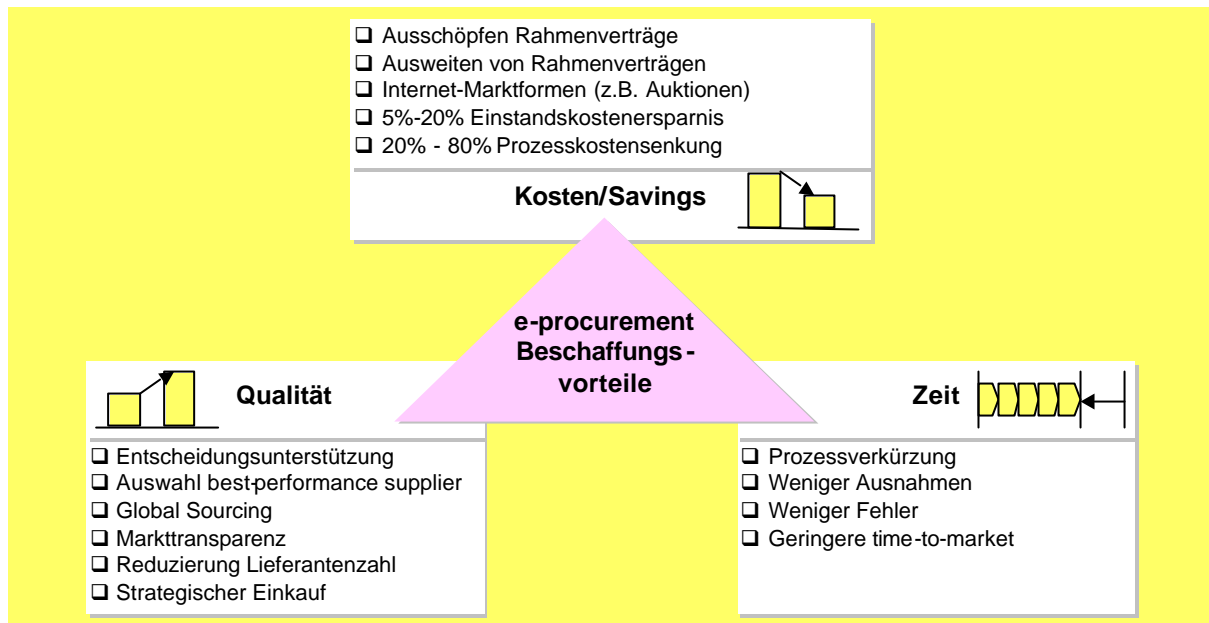 ❑ Ausschöpfen Rahmenverträge
❑ Ausweiten von Rahmenverträgen
❑ Internet-Marktformen (z.B. Auktionen)
❑ 5%-20% Einstandskostenersparnis
❑ 20% - 80% Prozesskostensenkung
Kosten/Savings
e-procurement
Beschaffungs-
vorteile
Qualität
❑ Entscheidungsunterstützung
❑ Auswahl best-performance supplier
❑ Global Sourcing
❑ Markttransparenz
❑ Reduzierung Lieferantenzahl
❑ Strategischer Einkauf
Zeit
❑ Prozessverkürzung
❑ Weniger Ausnahmen
❑ Weniger Fehler
❑ Geringere time-to-market